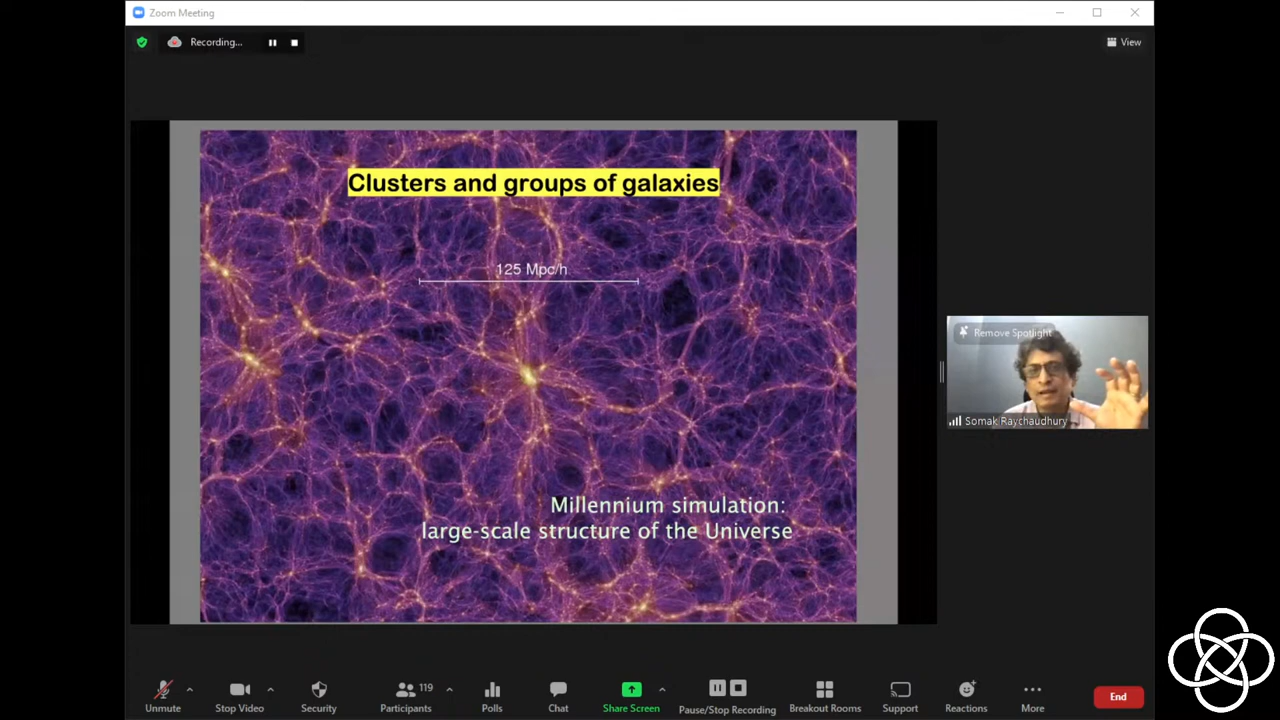 Zoom Meeting
Recording...
View
Clusters and groups of galaxies
125 Mpc/h
Remove Spotlight
Somak Raychaudhury
Millennium simulation:
large-scale structure of the Universe
119
Unmute
Stop Video
Security
Participants
Polls
Chat
Share Screen
Pause/Stop Recording
Breakout Rooms
Support
Reactions
More
End